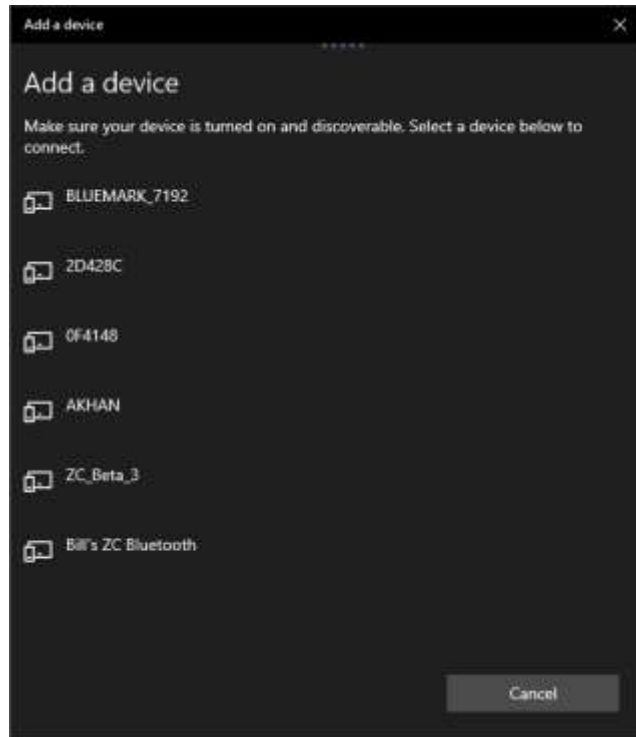 Add a device
Add a device
Make sure your device is turned on and discoverable. Select a device below to
connect.
BLUEMARK_7192
2D428C
0F4148
AKHAN
ZC_Beta_3
Bill's ZC Bluetooth
Cancel